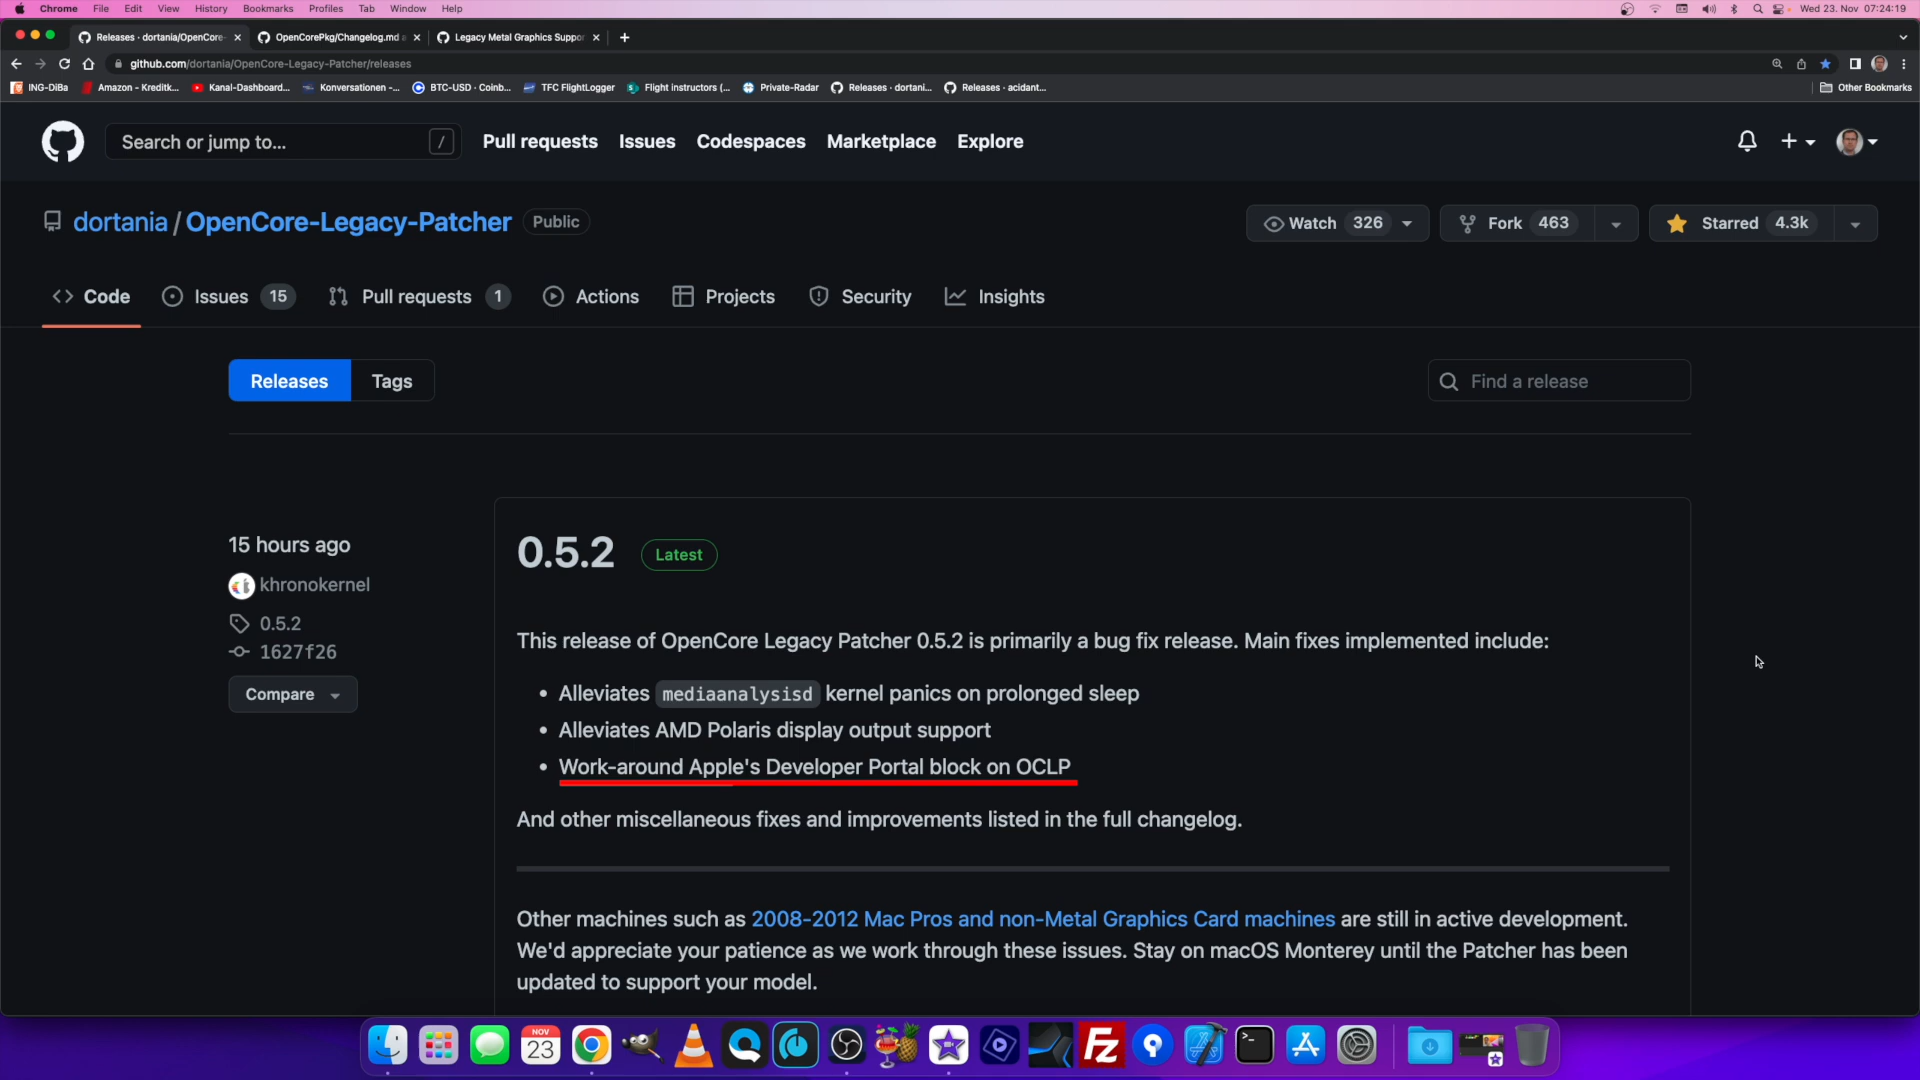 Chrome File Edit View History Bookmarks Profiles Tab Window Help Wed 23. Nov 07:24:19
Releases · dortania/OpenCore- OpenCorePkg/Changelog.md a Legacy Metal Graphics Suppor
github.com/dortania/OpenCore-Legacy-Patcher/releases
ING-DiBa Amazon - Kreditk... Kanal-Dashboard... Konversationen -... BTC-USD · Coinb... TFC FlightLogger Flight instructors (... Private-Radar Releases · dortani... Releases · acidant... Other Bookmarks
Search or jump to... / Pull requests Issues Codespaces Marketplace Explore
dortania / OpenCore-Legacy-Patcher Public Watch 326 Fork 463 Starred 4.3k
Code Issues 15 Pull requests 1 Actions Projects Security Insights
Releases Tags Find a release
15 hours ago
khronokernel
0.5.2
1627f26
Compare
0.5.2 Latest
This release of OpenCore Legacy Patcher 0.5.2 is primarily a bug fix release. Main fixes implemented include:
• Alleviates mediaanalysisd kernel panics on prolonged sleep
• Alleviates AMD Polaris display output support
• Work-around Apple's Developer Portal block on OCLP
And other miscellaneous fixes and improvements listed in the full changelog.
Other machines such as 2008-2012 Mac Pros and non-Metal Graphics Card machines are still in active development.
We'd appreciate your patience as we work through these issues. Stay on macOS Monterey until the Patcher has been
updated to support your model.
NOV
23